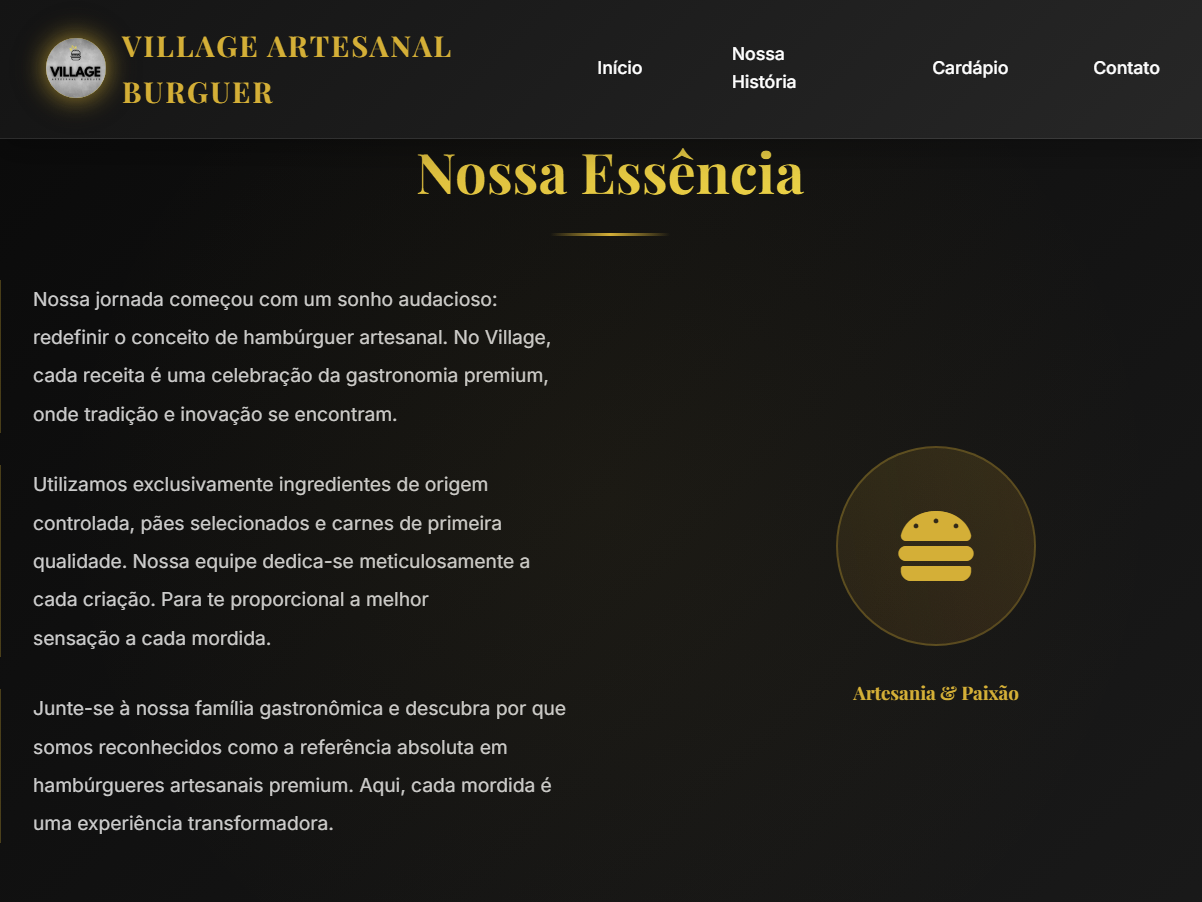 VILLAGE
VILLAGE ARTESANAL
BURGUER
Início
Nossa
História
Cardápio
Contato
Nossa Essência
Nossa jornada começou com um sonho audacioso:
redefinir o conceito de hambúrguer artesanal. No Village,
cada receita é uma celebração da gastronomia premium,
onde tradição e inovação se encontram.
Utilizamos exclusivamente ingredientes de origem
controlada, pães selecionados e carnes de primeira
qualidade. Nossa equipe dedica-se meticulosamente a
cada criação. Para te proporcional a melhor
sensação a cada mordida.
Junte-se à nossa família gastronômica e descubra por que
somos reconhecidos como a referência absoluta em
hambúrgueres artesanais premium. Aqui, cada mordida é
uma experiência transformadora.
Artesania & Paixão